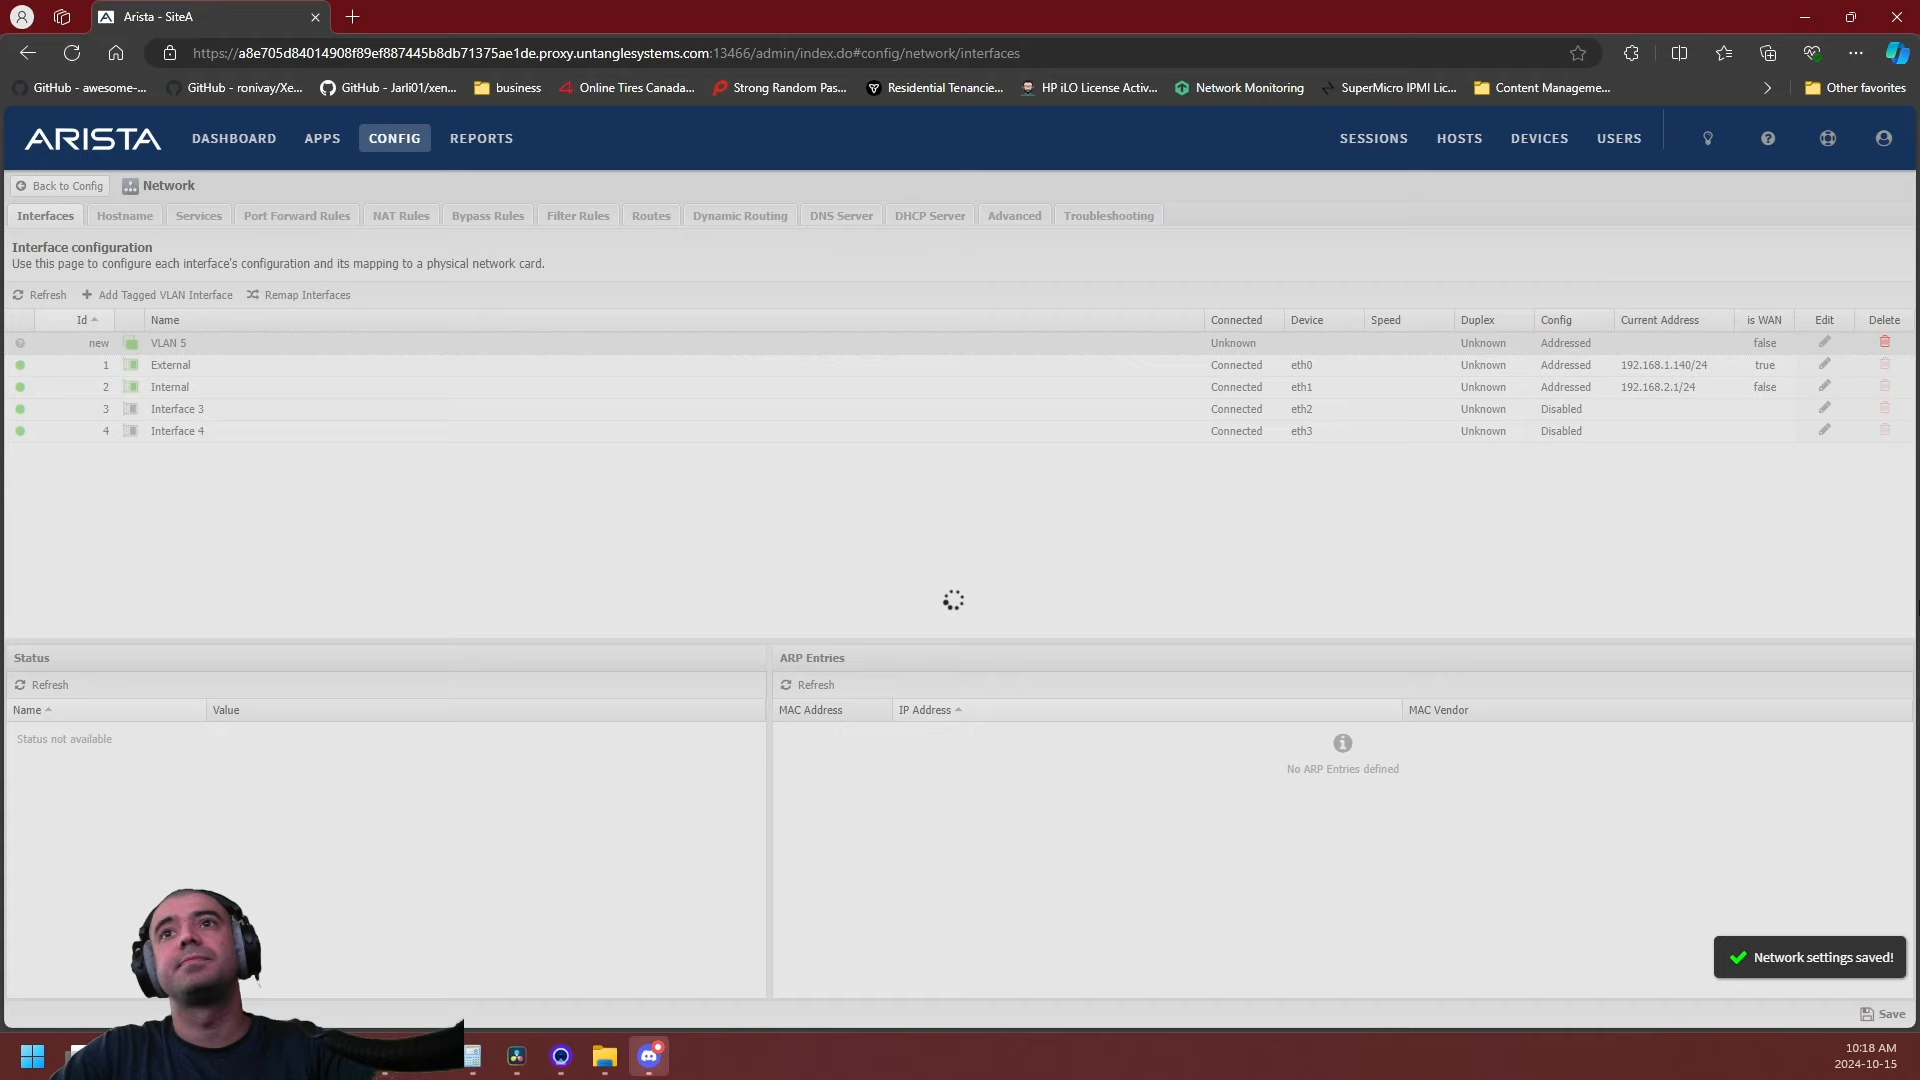 Arista - SiteA
https://a8e705d84014908f89ef887445b8db71375ae1de.proxy.untanglesystems.com:13466/admin/index.do#config/network/interfaces
GitHub - awesome-... GitHub - ronivay/Xe... GitHub - Jarli01/xen... business Online Tires Canada... Strong Random Pas... Residential Tenancie... HP iLO License Activ... Network Monitoring SuperMicro IPMI Lic... Content Manageme... Other favorites
ARISTA DASHBOARD APPS CONFIG REPORTS SESSIONS HOSTS DEVICES USERS
Back to Config Network
Interfaces Hostname Services Port Forward Rules NAT Rules Bypass Rules Filter Rules Routes Dynamic Routing DNS Server DHCP Server Advanced Troubleshooting
Interface configuration
Use this page to configure each interface's configuration and its mapping to a physical network card.
Refresh Add Tagged VLAN Interface Remap Interfaces
Id Name Connected Device Speed Duplex Config Current Address is WAN Edit Delete
new VLAN 5 Unknown Unknown Addressed false
1 External Connected eth0 Unknown Addressed 192.168.1.140/24 true
2 Internal Connected eth1 Unknown Addressed 192.168.2.1/24 false
3 Interface 3 Connected eth2 Unknown Disabled
4 Interface 4 Connected eth3 Unknown Disabled
Status ARP Entries
Refresh Refresh
Name Value MAC Address IP Address MAC Vendor
Status not available
No ARP Entries defined
Network settings saved!
Save
10:18 AM
2024-10-15